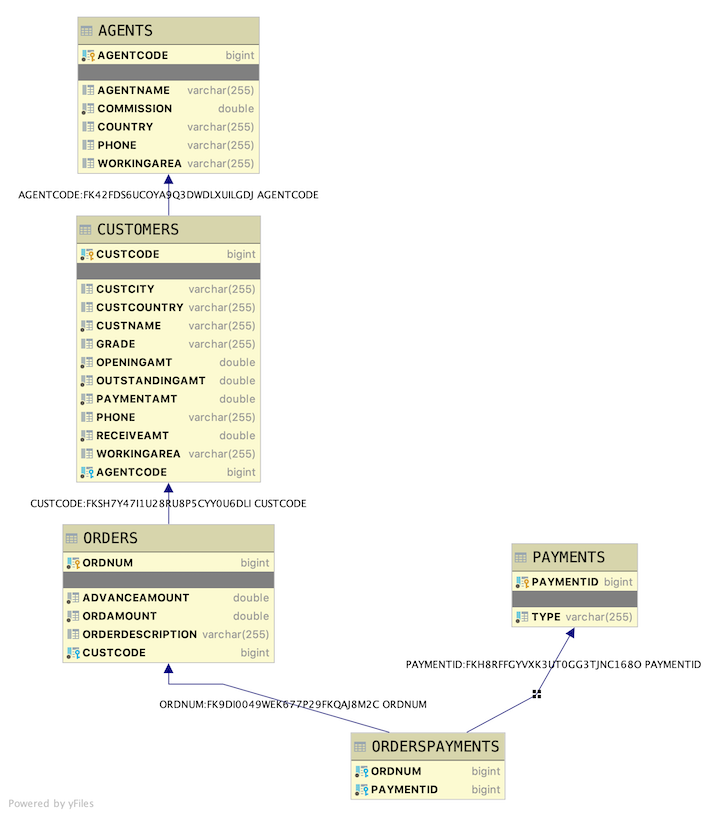 AGENTS
AGENTCODE bigint
AGENTNAME varchar(255)
COMMISSION double
COUNTRY varchar(255)
PHONE varchar(255)
WORKINGAREA varchar(255)
AGENTCODE:FK42FDS6UCOYA9Q3DWDLXUILGDJ AGENTCODE
CUSTOMERS
CUSTCODE bigint
CUSTCITY varchar(255)
CUSTCOUNTRY varchar(255)
CUSTNAME varchar(255)
GRADE varchar(255)
OPENINGAMT double
OUTSTANDINGAMT double
PAYMENTAMT double
PHONE varchar(255)
RECEIVEAMT double
WORKINGAREA varchar(255)
AGENTCODE bigint
CUSTCODE:FKSH7Y47I1U28RU8P5CYY0U6DLI CUSTCODE
ORDERS
ORDNUM bigint
ADVANCEAMOUNT double
ORDAMOUNT double
ORDERDESCRIPTION varchar(255)
CUSTCODE bigint
PAYMENTS
PAYMENTID bigint
TYPE varchar(255)
PAYMENTID:FKH8RFFGYVXK3UT0GG3TJNC168O PAYMENTID
ORDNUM:FK9DI0049WEK677P29FKQAJ8M2C ORDNUM
ORDERSPAYMENTS
ORDNUM bigint
PAYMENTID bigint
Powered by yFiles